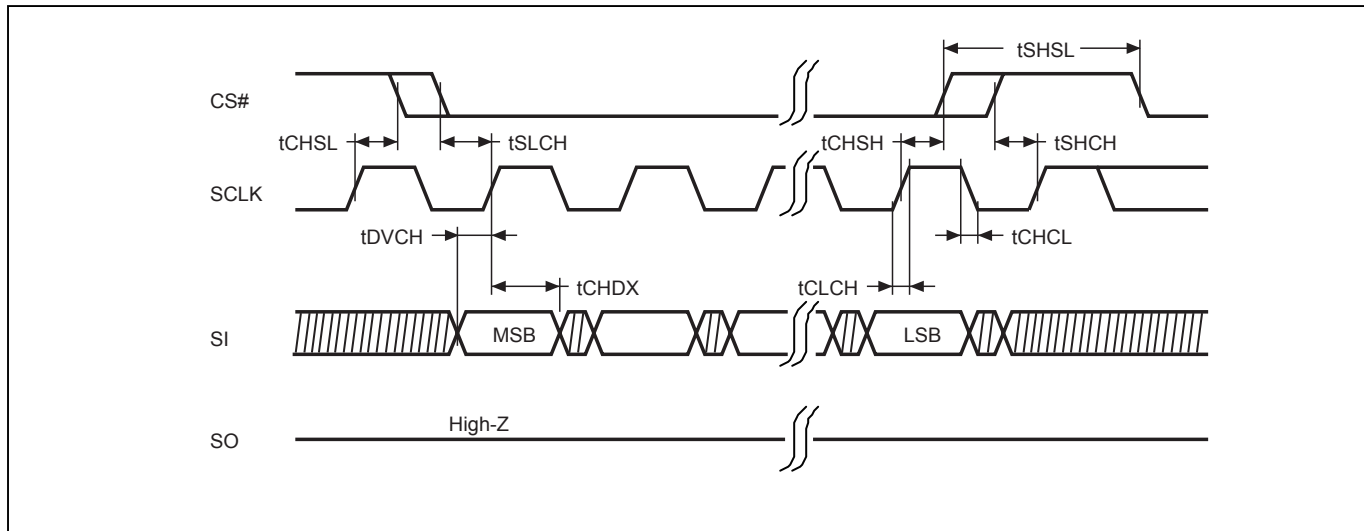 tSHSL
CS#
tCHSL
tSLCH
tCHSH
tSHCH
SCLK
tDVCH
tCHCL
tCHDX
tCLCH
SI
MSB
LSB
High-Z
SO